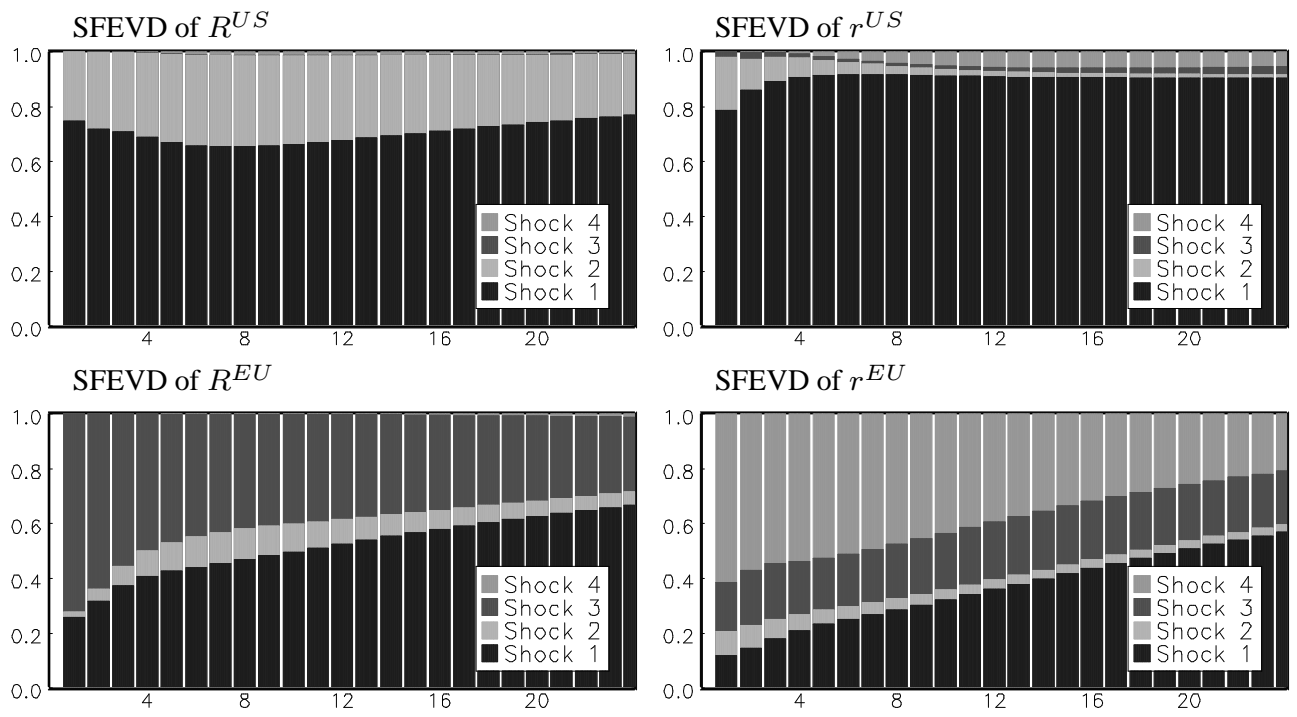 SFEVD of R^{US}
1.0
0.8
0.6
0.4
0.2
0.0
Shock 4
Shock 3
Shock 2
Shock 1
4 8 12 16 20
SFEVD of r^{US}
1.0
0.8
0.6
0.4
0.2
0.0
Shock 4
Shock 3
Shock 2
Shock 1
4 8 12 16 20
SFEVD of R^{EU}
1.0
0.8
0.6
0.4
0.2
0.0
Shock 4
Shock 3
Shock 2
Shock 1
4 8 12 16 20
SFEVD of r^{EU}
1.0
0.8
0.6
0.4
0.2
0.0
Shock 4
Shock 3
Shock 2
Shock 1
4 8 12 16 20